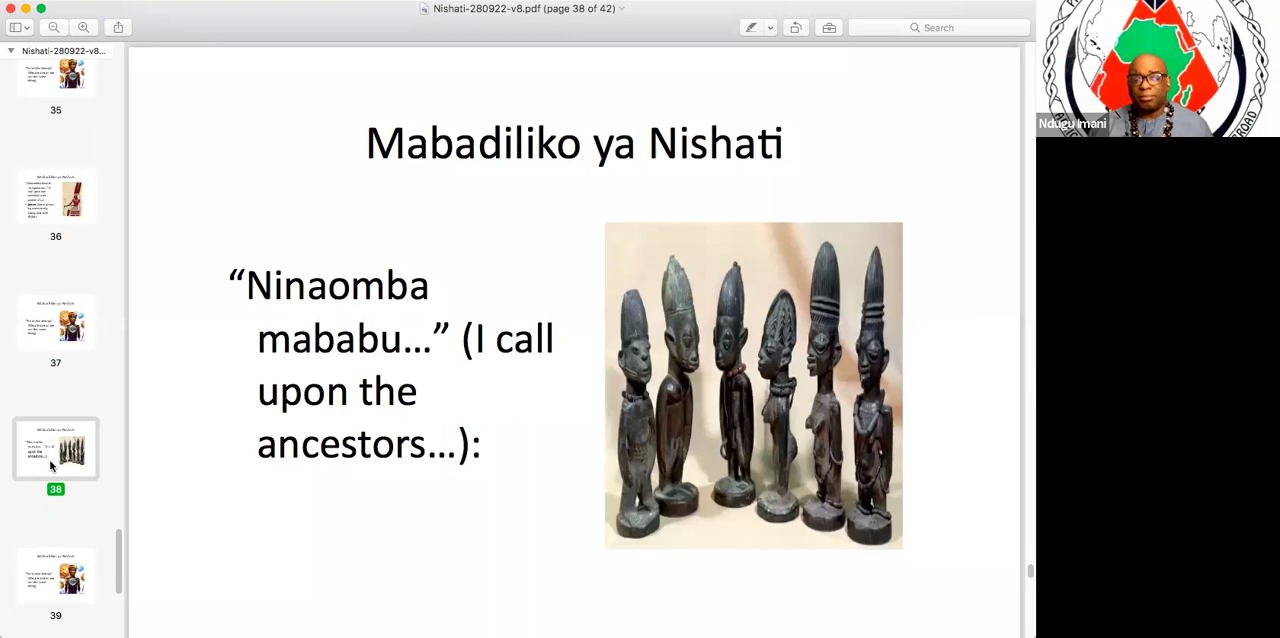 Nishati-280922-v8.pdf (page 38 of 42)
Search
Nishati-280922-v8...
35
36
37
38
39
Mabadiliko ya Nishati
“Ninaomba
mababu...” (I call
upon the
ancestors...):
Ndugu Imani